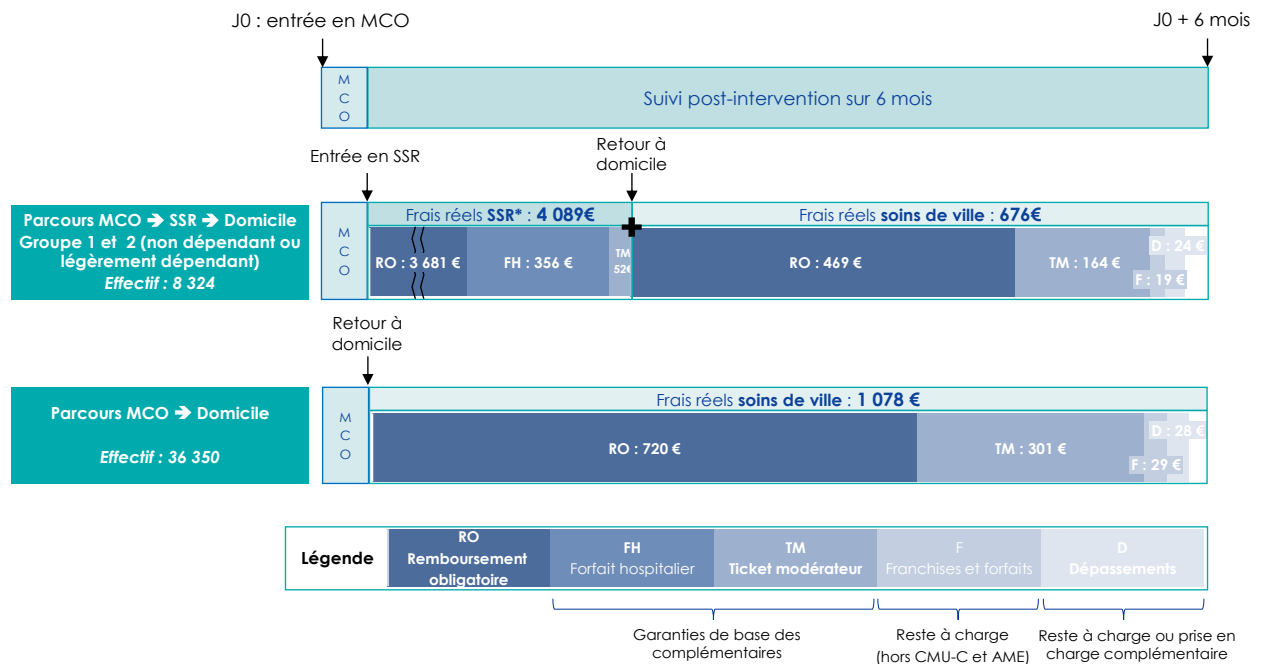 J0 : entrée en MCO
J0 + 6 mois
M
C
O
Suivi post-intervention sur 6 mois
Entrée en SSR
Retour à
domicile
Parcours MCO ➔ SSR ➔ Domicile
Groupe 1 et 2 (non dépendant ou
légèrement dépendant)
Effectif : 8 324
M
C
O
Frais réels SSR* : 4 089€
Frais réels soins de ville : 676€
RO : 3 681 €
FH : 356 €
TM
52€
RO : 469 €
TM : 164 €
D : 24 €
F : 19 €
Retour à
domicile
Parcours MCO ➔ Domicile
Effectif : 36 350
M
C
O
Frais réels soins de ville : 1 078 €
RO : 720 €
TM : 301 €
D : 28 €
F : 29 €
Légende
RO
Remboursement
obligatoire
FH
Forfait hospitalier
TM
Ticket modérateur
F
Franchises et forfaits
D
Dépassements
Garanties de base des
complémentaires
Reste à charge
(hors CMU-C et AME)
Reste à charge ou prise en
charge complémentaire